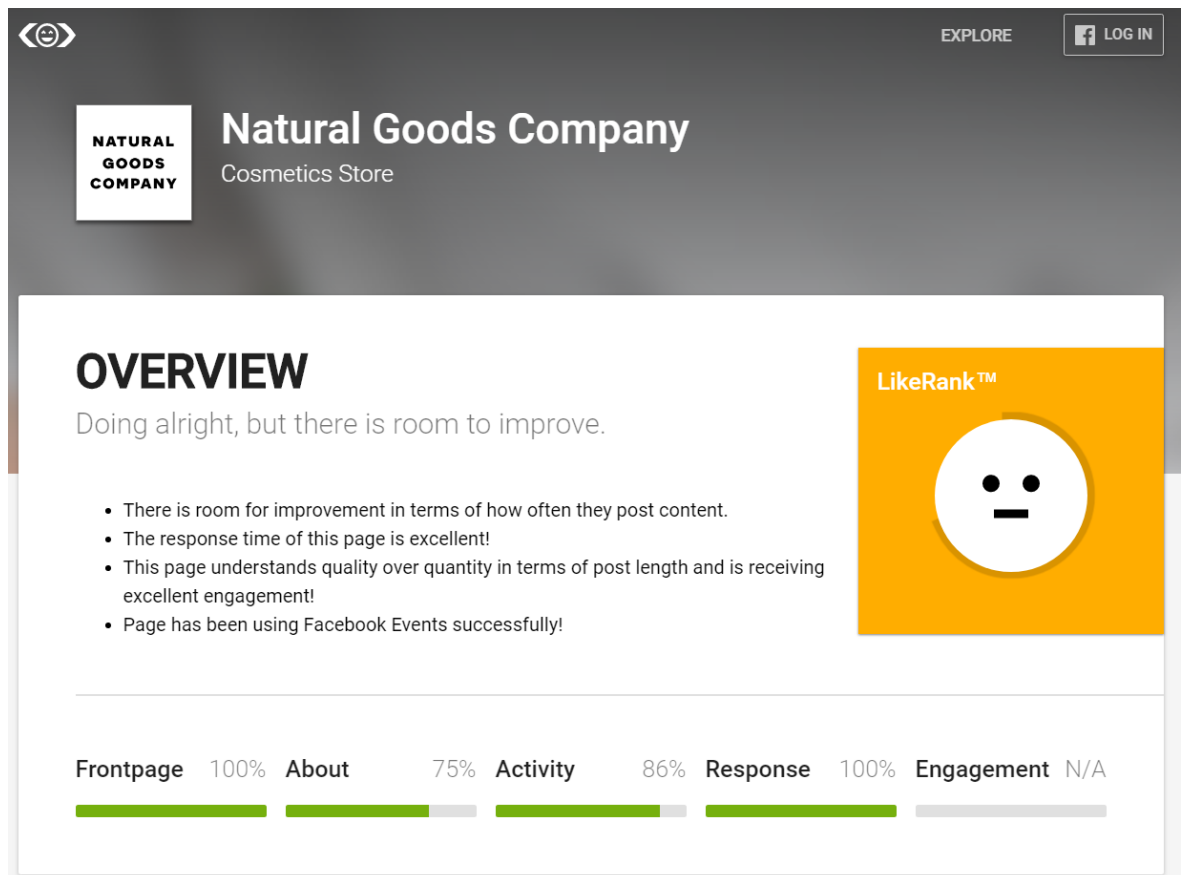 EXPLORE
LOG IN
NATURAL
GOODS
COMPANY
Natural Goods Company
Cosmetics Store
OVERVIEW
Doing alright, but there is room to improve.
LikeRank™
There is room for improvement in terms of how often they post content.
The response time of this page is excellent!
This page understands quality over quantity in terms of post length and is receiving
excellent engagement!
Page has been using Facebook Events successfully!
Frontpage 100% About 75% Activity 86% Response 100% Engagement N/A